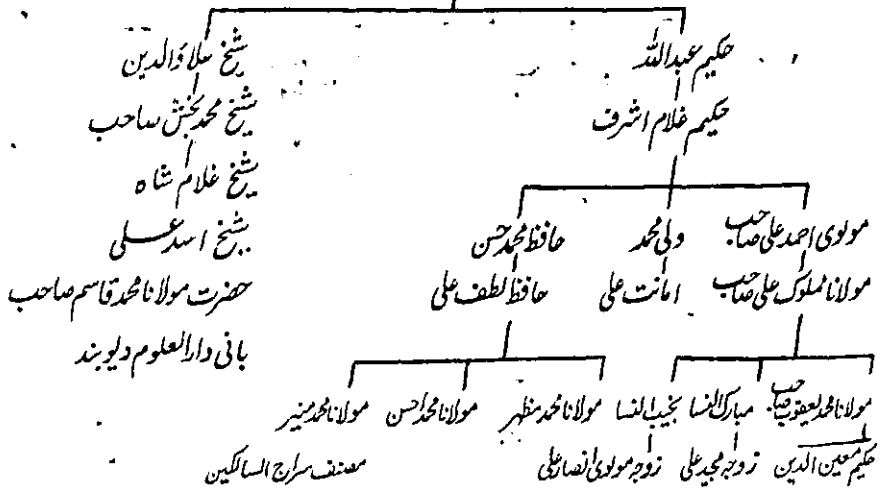 حکیم عبداللہ شیخ علاؤالدین
حکیم غلام اشرف شیخ محمد بخش صاحب
شیخ غلام شاہ
مولوی احمد علی صاحب ولی محمد حافظ محمد حسن شیخ اسد علی
مولانا مملوک علی صاحب امانت علی حافظ لطف علی حضرت مولانا محمد قاسم صاحب
بانی دارالعلوم دیوبند
مولانا محمد یعقوب صاحب مبارک النسا نجیب النسا مولانا محمد مظہر مولانا محمد احسن مولانا محمد منیر
حکیم معین الدین زوجہ مجید علی زوجہ مولوی انصار علی مصنف سراج السالکین